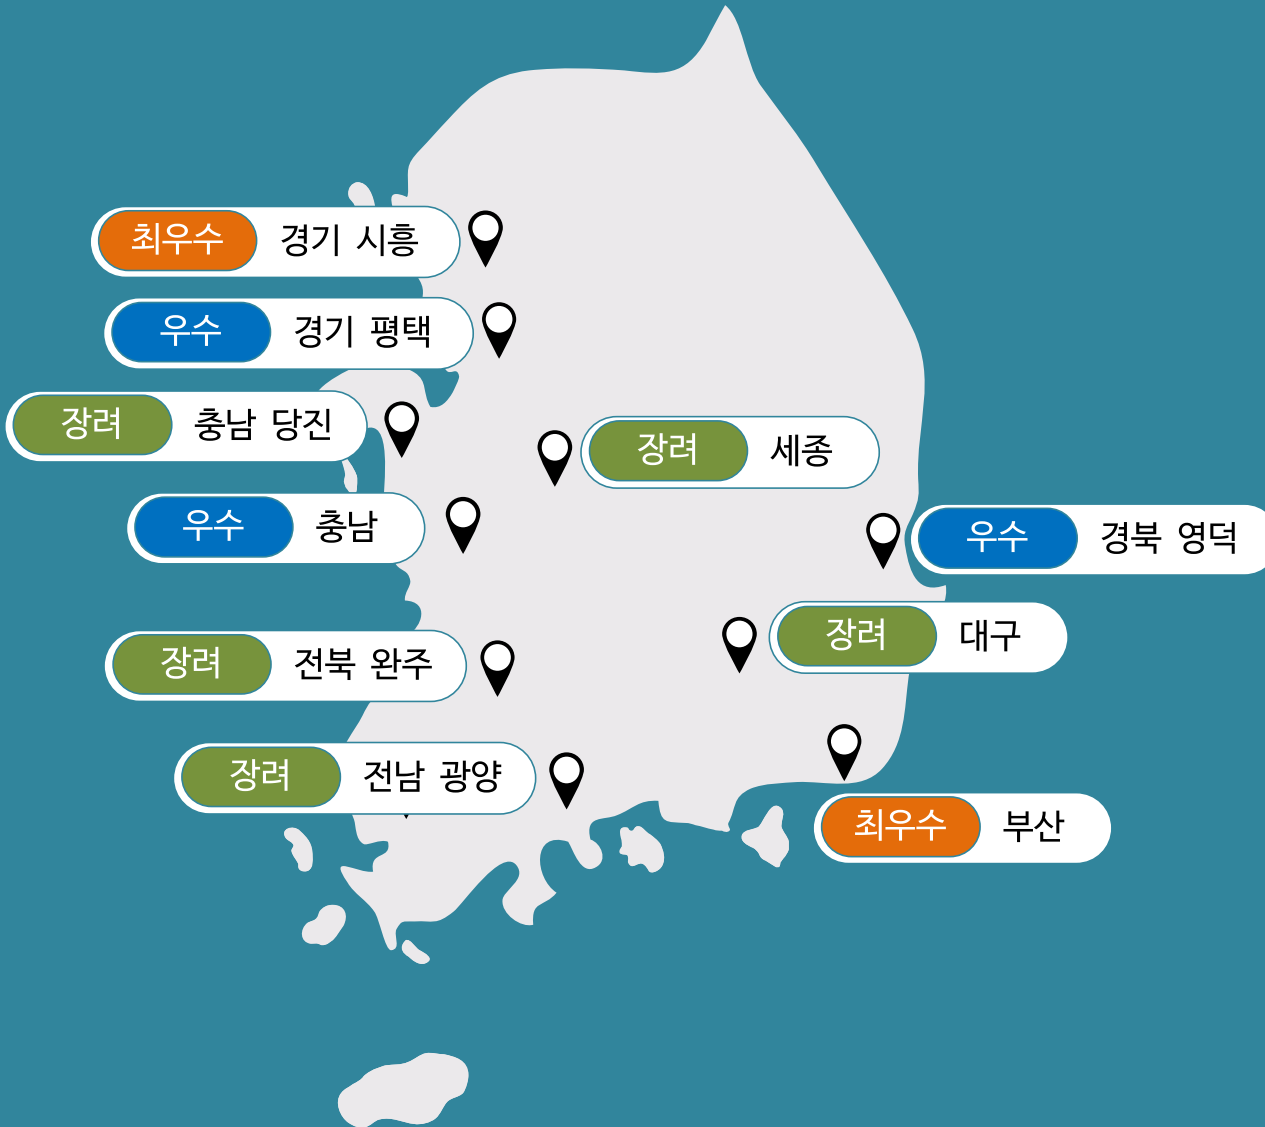 최우수 경기 시흥
우수 경기 평택
장려 충남 당진
장려 세종
우수 충남
우수 경북 영덕
장려 대구
장려 전북 완주
장려 전남 광양
최우수 부산